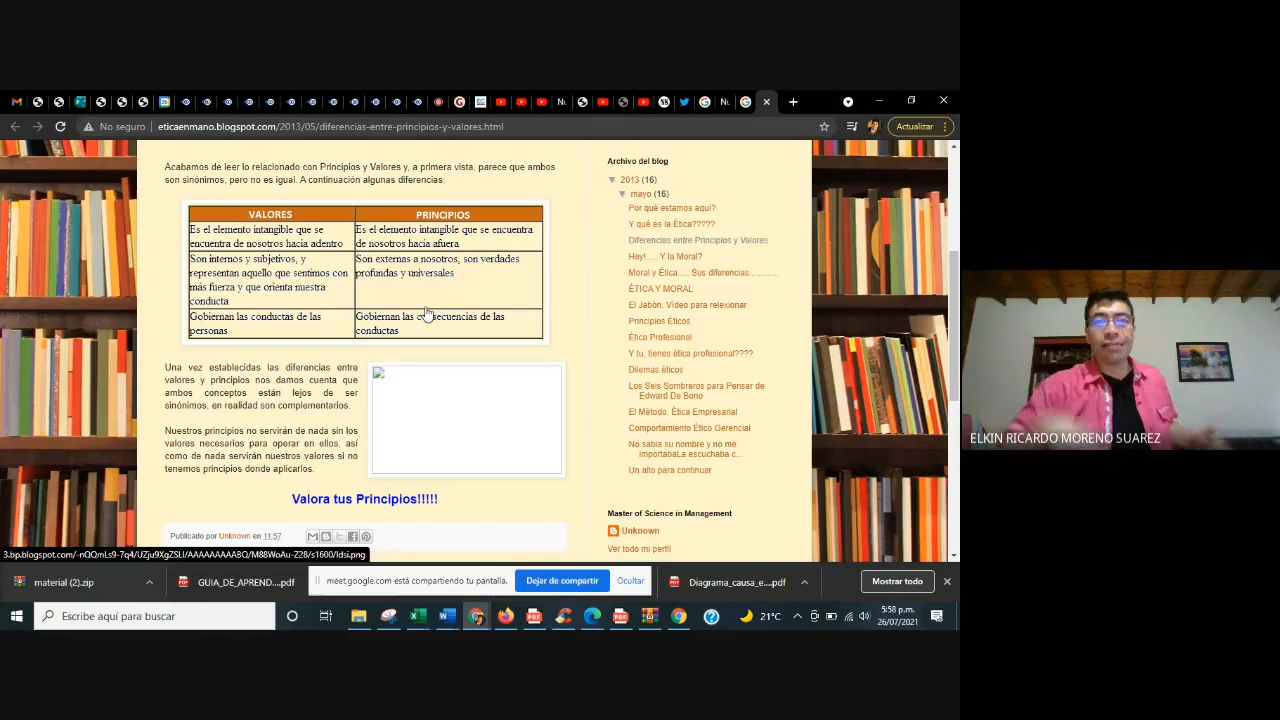 No seguro
eticaenmano.blogspot.com/2013/05/diferencias-entre-principios-y-valores.html
Actualizar
Acabamos de leer lo relacionado con Principios y Valores y, a primera vista, parece que ambos
son sinónimos, pero no es igual. A continuación algunas diferencias:
VALORES
PRINCIPIOS
Es el elemento intangible que se
encuentra de nosotros hacia adentro
Es el elemento intangible que se encuentra
de nosotros hacía afuera
Son internos y subjetivos, y
representan aquello que sentimos con
más fuerza y que orienta nuestra
conducta
Son externas a nosotros, son verdades
profundas y universales
Gobiernan las conductas de las
personas
Gobiernan las consecuencias de las
conductas
Una vez establecidas las diferencias entre
valores y principios nos damos cuenta que
ambos conceptos están lejos de ser
sinónimos, en realidad son complementarios.
Nuestros principios no servirán de nada sin los
valores necesarios para operar en ellos, así
como de nada servirán nuestros valores si no
tenemos principios donde aplicarlos.
Valora tus Principios!!!!!
Publicado por Unknown en 11:57
Archivo del blog
2013 (16)
mayo (16)
Por qué estamos aquí?
Y qué es la Ética?????
Diferencias entre Principios y Valores
Hey!..... Y la Moral?
Moral y Ética..... Sus diferencias............
ÉTICA Y MORAL
El Jabón. Vídeo para relexionar
Principios Éticos
Ética Profesional
Y tu, tienes ética profesional????
Dilemas éticos
Los Seis Sombreros para Pensar de
Edward De Bono
El Método. Ética Empresarial
Comportamiento Ético Gerencial
No sabia su nombre y no me
importabaLa escuchaba c...
Un alto para continuar
Master of Science in Management
Unknown
Ver todo mi perfil
ELKIN RICARDO MORENO SUAREZ
material (2).zip
GUIA_DE_APREND....pdf
meet.google.com está compartiendo tu pantalla.
Dejar de compartir
Ocultar
Diagrama_causa_e....pdf
Mostrar todo
Escribe aquí para buscar
21°C
5:58 p.m.
26/07/2021